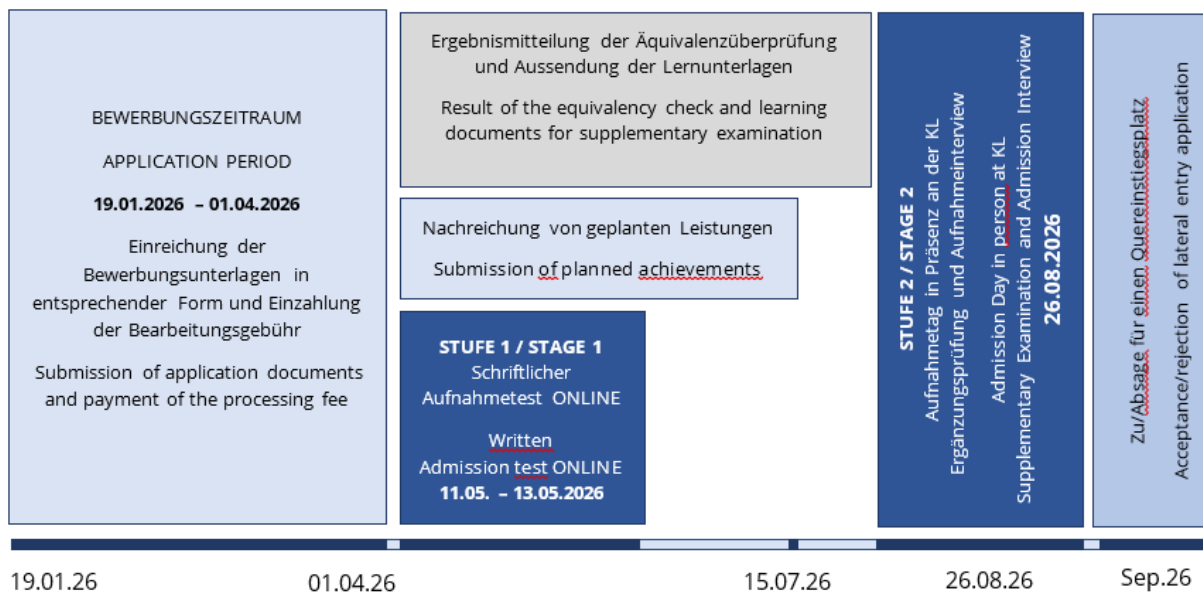 BEWERBUNGSZEITRAUM
APPLICATION PERIOD
19.01.2026 – 01.04.2026
Einreichung der
Bewerbungsunterlagen in
entsprechender Form und Einzahlung
der Bearbeitungsgebühr
Submission of application documents
and payment of the processing fee
Ergebnismitteilung der Äquivalenzüberprüfung
und Aussendung der Lernunterlagen
Result of the equivalency check and learning
documents for supplementary examination
Nachreichung von geplanten Leistungen
Submission of planned achievements
STUFE 1 / STAGE 1
Schriftlicher
Aufnahmetest ONLINE
Written
Admission test ONLINE
11.05. – 13.05.2026
STUFE 2 / STAGE 2
Aufnahmetag in Präsenz an der KL
Ergänzungsprüfung und Aufnahmeinterview
Admission Day in person at KL
Supplementary Examination and Admission Interview
26.08.2026
Zu/Absage für einen Quereinstiegsplatz
Acceptance/rejection of lateral entry application
19.01.26
01.04.26
15.07.26
26.08.26
Sep.26